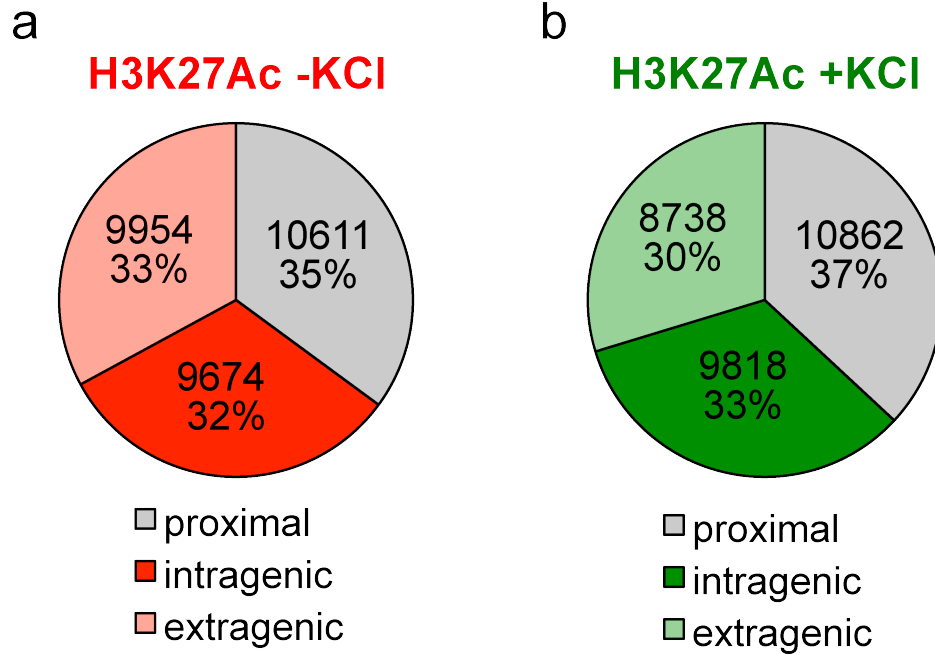 a
H3K27Ac -KCl
9954
33%
10611
35%
9674
32%
proximal
intragenic
extragenic
b
H3K27Ac +KCl
8738
30%
10862
37%
9818
33%
proximal
intragenic
extragenic